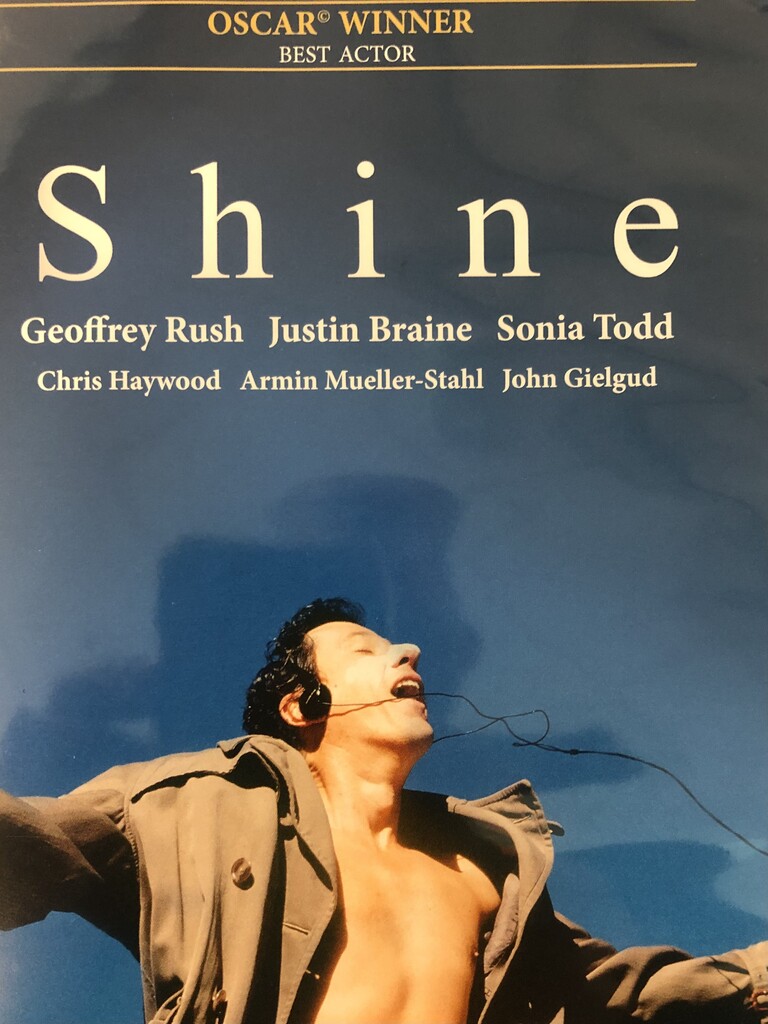 OSCAR© WINNER
BEST ACTOR
Shine
Geoffrey Rush Justin Braine Sonia Todd
Chris Haywood Armin Mueller-Stahl John Gielgud